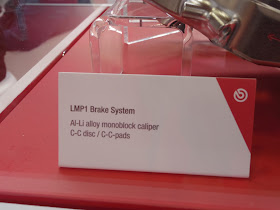 LMP1 Brake System
Al-Li alloy monoblock caliper
C-C disc / C-C-pads